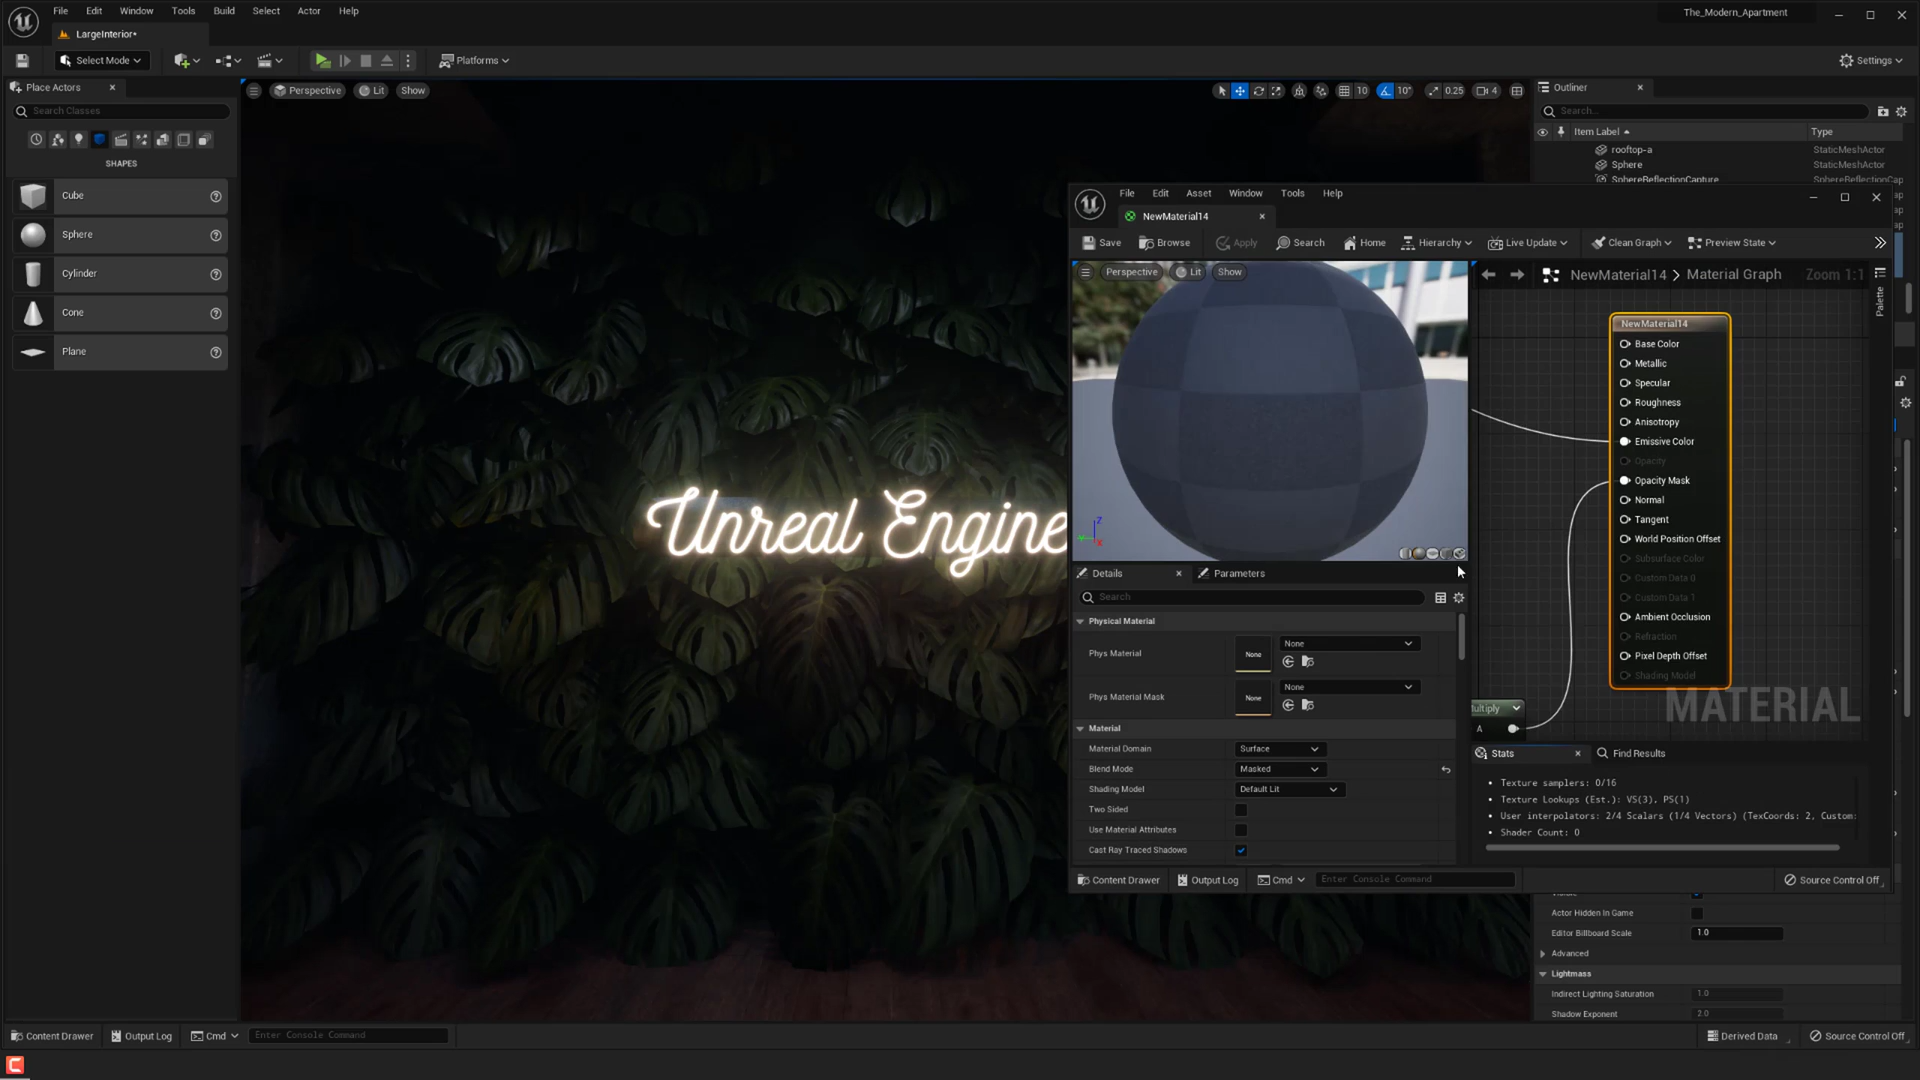 File Edit Window Tools Build Select Actor Help
The_Modern_Apartment
LargeInterior*
Select Mode
Platforms
Settings
Place Actors
Search Classes
SHAPES
Cube
Sphere
Cylinder
Cone
Plane
Perspective Lit Show
10 10° 0.25 4
Outliner
Search...
Item Label Type
rooftop-a StaticMeshActor
Sphere StaticMeshActor
SphereReflectionCapture SphereReflectionCap
Unreal Engine
File Edit Asset Window Tools Help
NewMaterial14
Save Browse Apply Search Home Hierarchy Live Update Clean Graph Preview State
Perspective Lit Show
NewMaterial14 > Material Graph Zoom 1:1
Palette
NewMaterial14
Base Color
Metallic
Specular
Roughness
Anisotropy
Emissive Color
Opacity
Opacity Mask
Normal
Tangent
World Position Offset
Subsurface Color
Custom Data 0
Custom Data 1
Ambient Occlusion
Refraction
Pixel Depth Offset
Shading Model
MATERIAL
ultiply
A
Z
Details Parameters
Search
Physical Material
Phys Material None None
Phys Material Mask None None
Material
Material Domain Surface
Blend Mode Masked
Shading Model Default Lit
Two Sided
Use Material Attributes
Cast Ray Traced Shadows
Stats Find Results
Texture samplers: 0/16
Texture Lookups (Est.): VS(3), PS(1)
User interpolators: 2/4 Scalars (1/4 Vectors) (TexCoords: 2, Custom:
Shader Count: 0
Content Drawer Output Log Cmd Enter Console Command Source Control Off
Actor Hidden In Game
Editor Billboard Scale 1.0
Advanced
Lightmass
Indirect Lighting Saturation 1.0
Shadow Exponent 2.0
Content Drawer Output Log Cmd Enter Console Command Derived Data Source Control Off